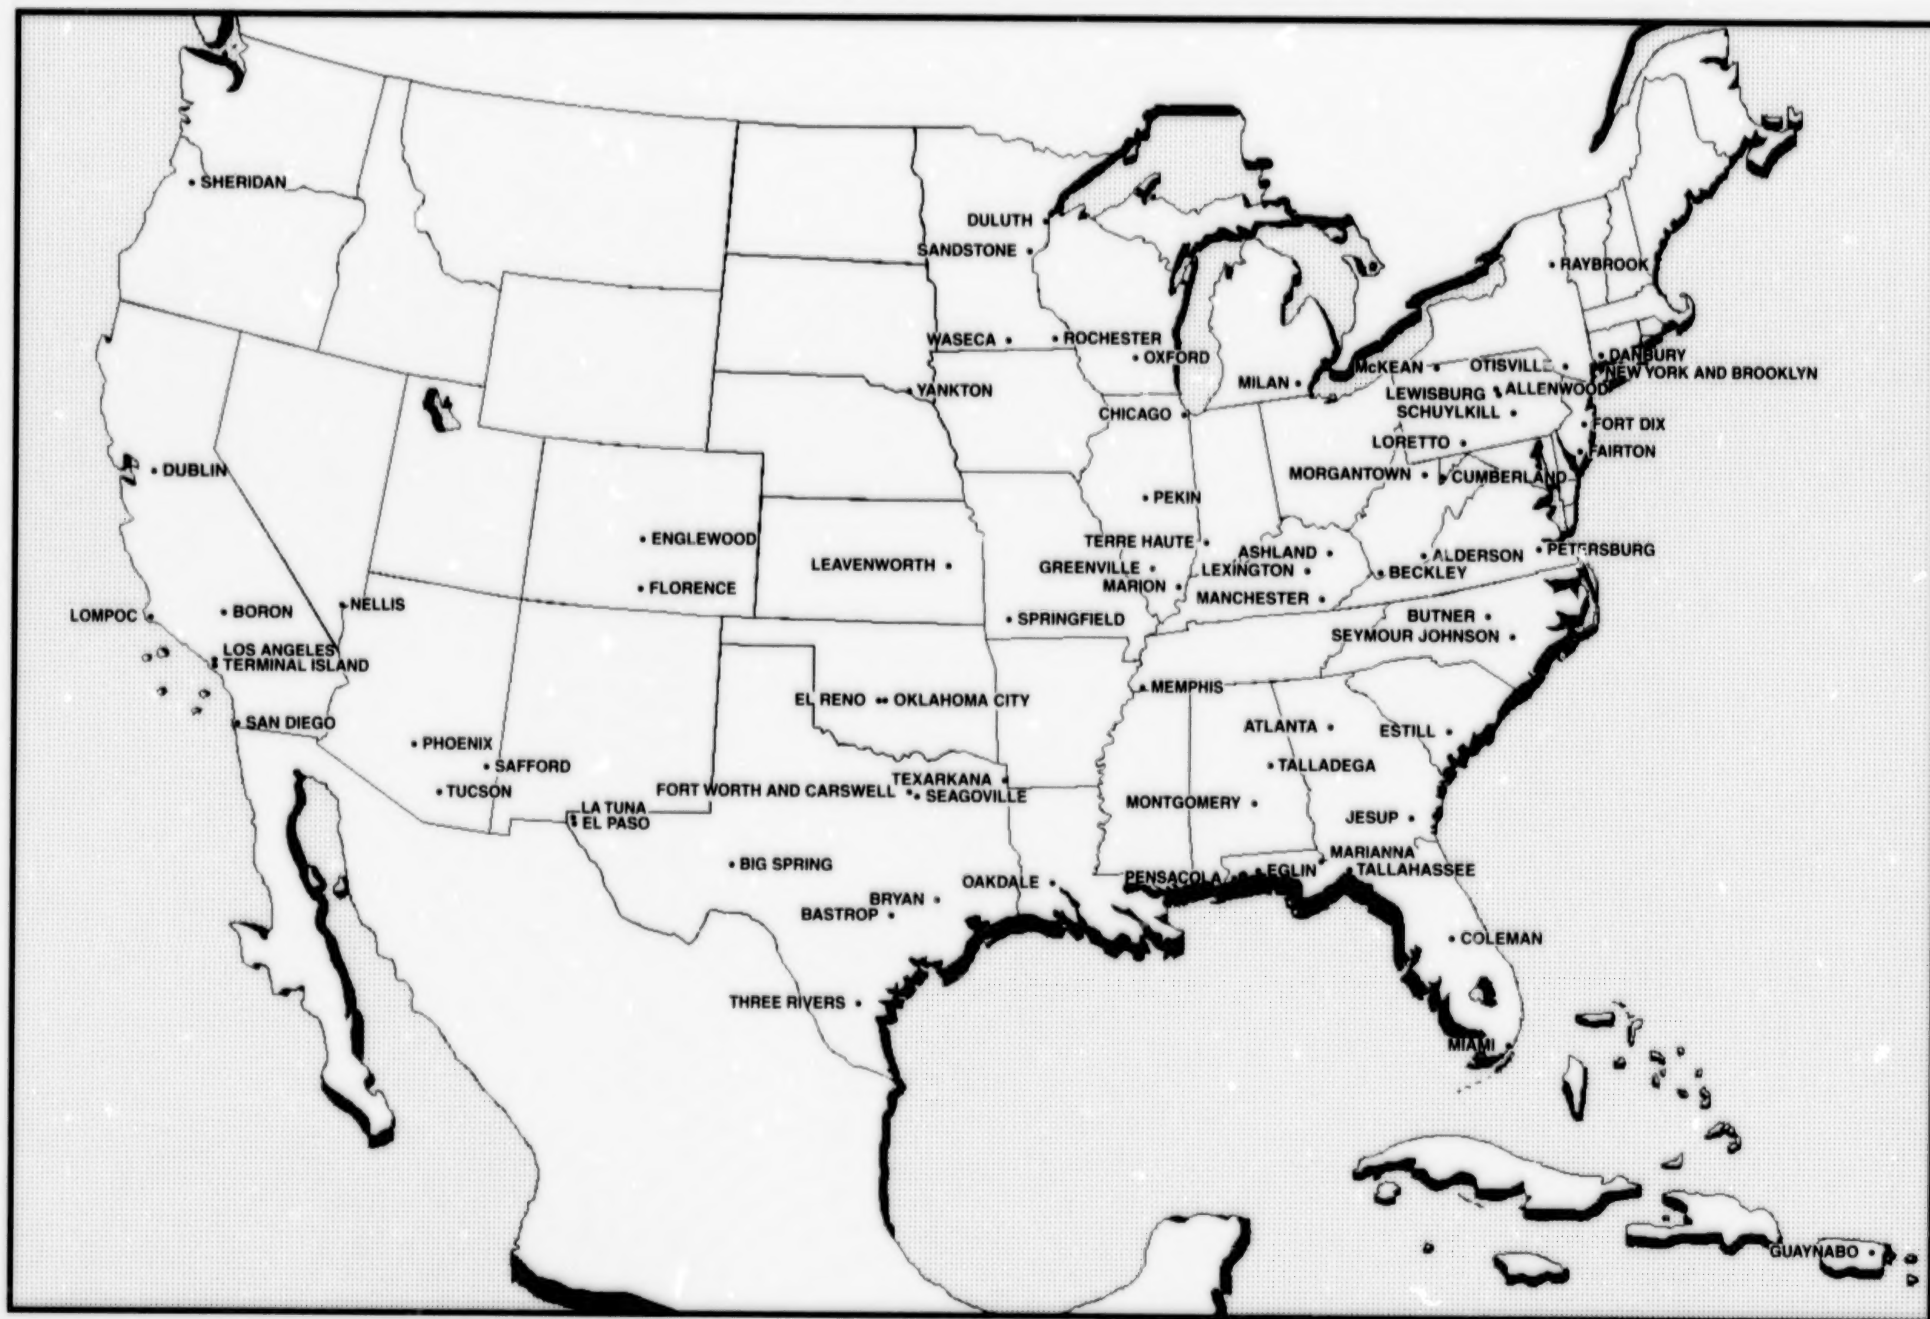 SHERIDAN
DULUTH
SANDSTONE
RAYBROOK
WASECA
ROCHESTER
OXFORD
DANBURY
McKEAN
OTISVILLE
NEW YORK AND BROOKLYN
MILAN
YANKTON
LEWISBURG
ALLENWOOD
CHICAGO
SCHUYLKILL
FORT DIX
LORETTO
FAIRTON
DUBLIN
MORGANTOWN
CUMBERLAND
PEKIN
ENGLEWOOD
TERRE HAUTE
ASHLAND
ALDERSON
PETERSBURG
LEAVENWORTH
GREENVILLE
LEXINGTON
BECKLEY
FLORENCE
MARION
MANCHESTER
NELLIS
LOMPOC
BORON
SPRINGFIELD
BUTNER
SEYMOUR JOHNSON
LOS ANGELES
TERMINAL ISLAND
MEMPHIS
EL RENO
OKLAHOMA CITY
SAN DIEGO
ATLANTA
ESTILL
PHOENIX
SAFFORD
TALLADEGA
TEXARKANA
TUCSON
FORT WORTH AND CARSWELL
SEAGOVILLE
MONTGOMERY
LA TUNA
EL PASO
JESUP
MARIANNA
BIG SPRING
PENSACOLA
EGLIN
TALLAHASSEE
OAKDALE
BRYAN
BASTROP
COLEMAN
THREE RIVERS
MIAMI
GUAYNABO